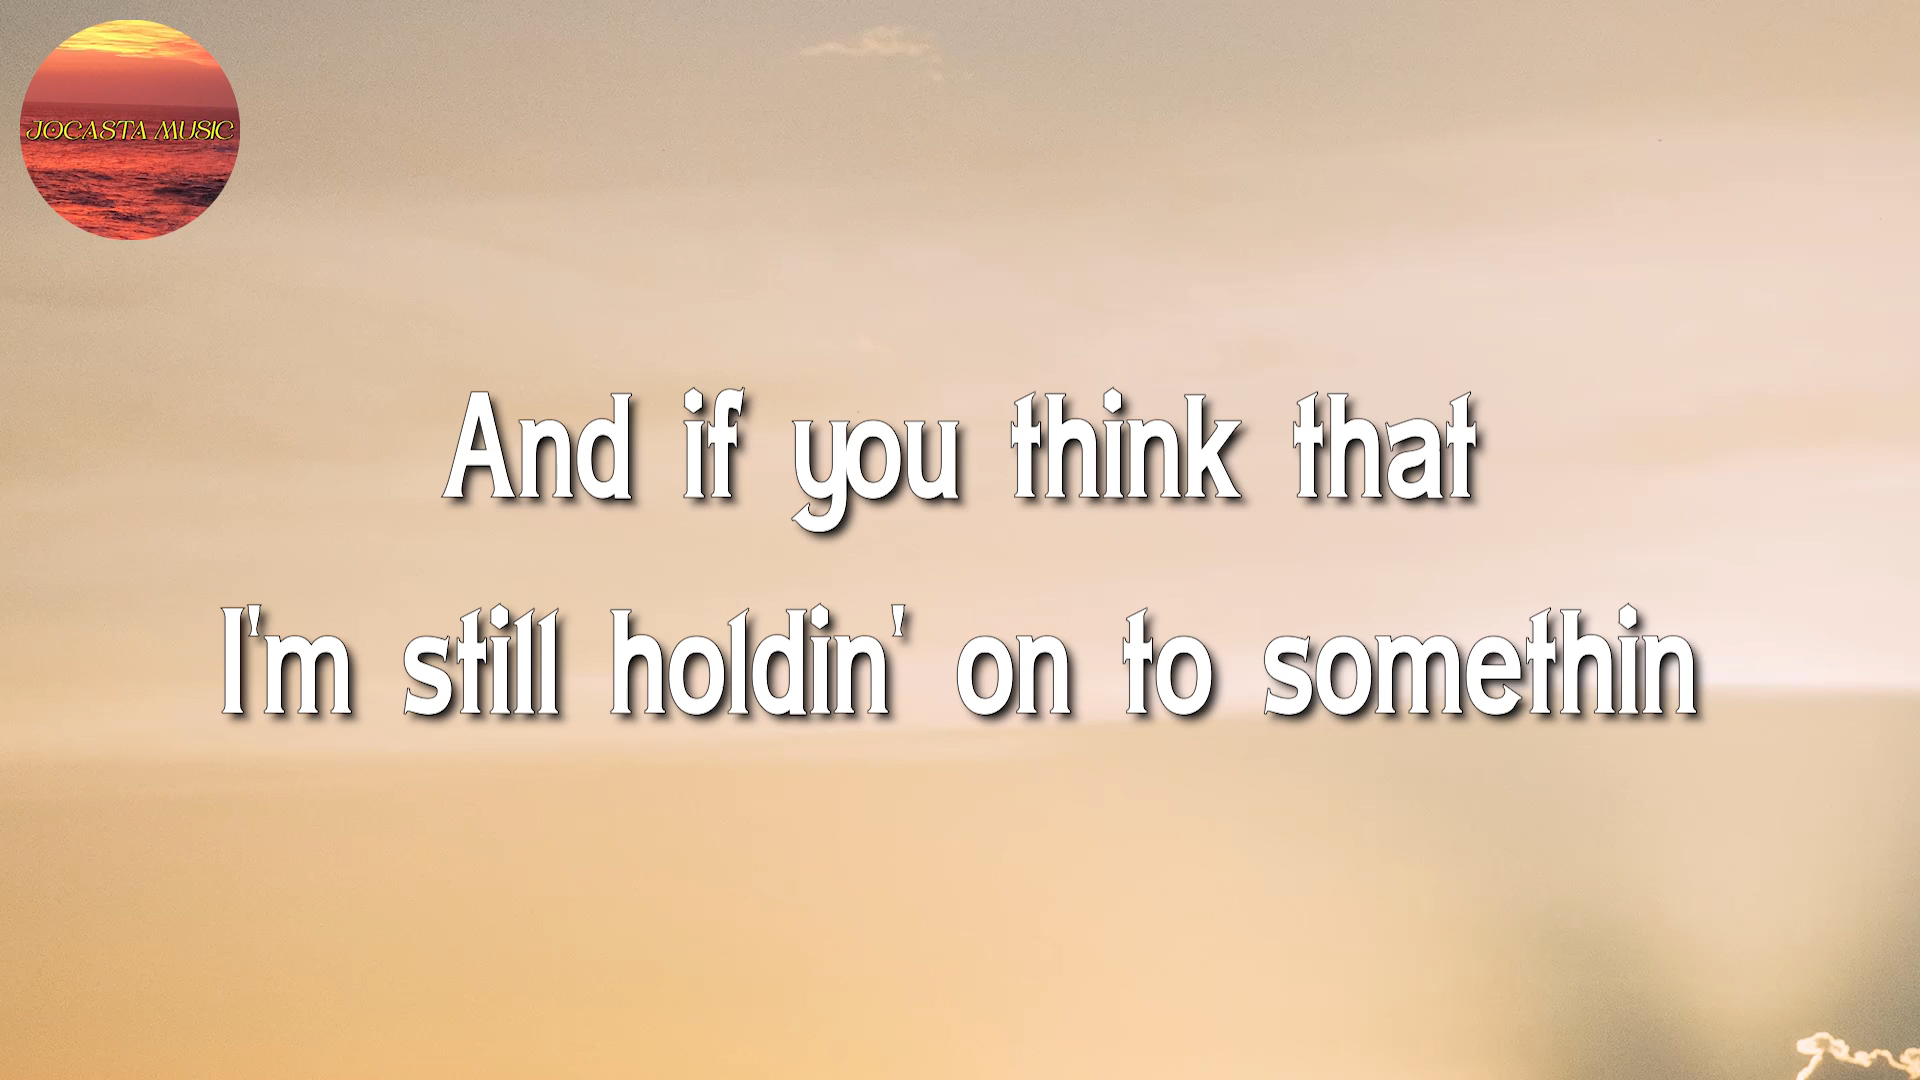 JOCASTA MUSIC
And if you think that
I'm still holdin' on to somethin